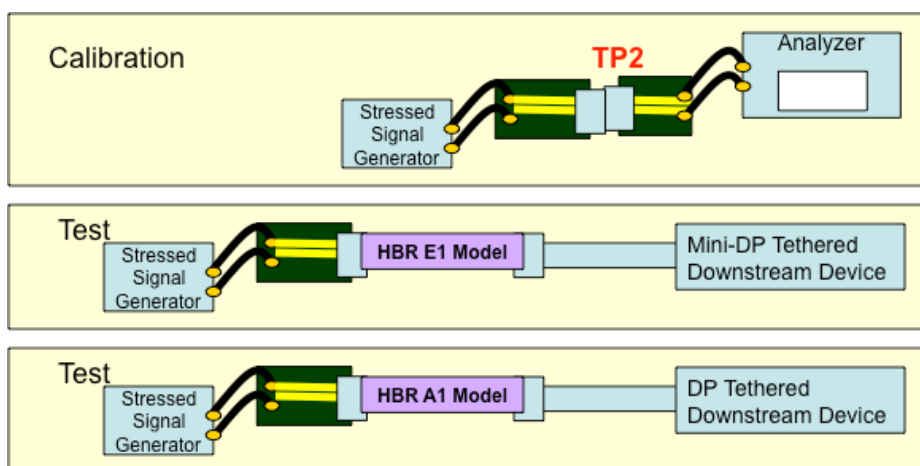 Calibration
TP2
Analyzer
Stressed
Signal
Generator
Test
Stressed
Signal
Generator
HBR E1 Model
Mini-DP Tethered
Downstream Device
Test
Stressed
Signal
Generator
HBR A1 Model
DP Tethered
Downstream Device